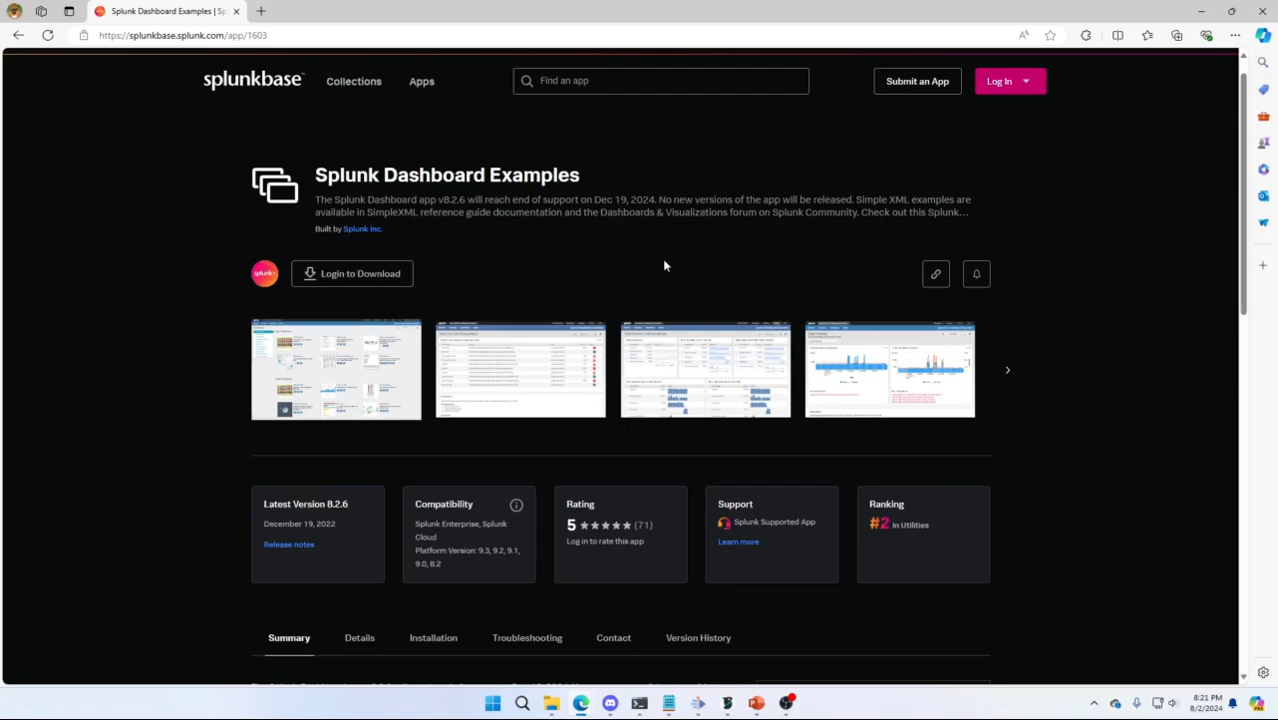 Splunk Dashboard Examples | Sp
https://splunkbase.splunk.com/app/1603
splunkbase
Collections
Apps
Find an app
Submit an App
Log In
Splunk Dashboard Examples
The Splunk Dashboard app v8.2.6 will reach end of support on Dec 19, 2024. No new versions of the app will be released. Simple XML examples are
available in SimpleXML reference guide documentation and the Dashboards & Visualizations forum on Splunk Community. Check out this Splunk...
Built by Splunk Inc.
splunk>
Login to Download
Latest Version 8.2.6
December 19, 2022
Release notes
Compatibility
Splunk Enterprise, Splunk
Cloud
Platform Version: 9.3, 9.2, 9.1,
9.0, 8.2
Rating
5 (71)
Log in to rate this app
Support
Splunk Supported App
Learn more
Ranking
#2 in Utilities
Summary
Details
Installation
Troubleshooting
Contact
Version History
8:21 PM
8/2/2024